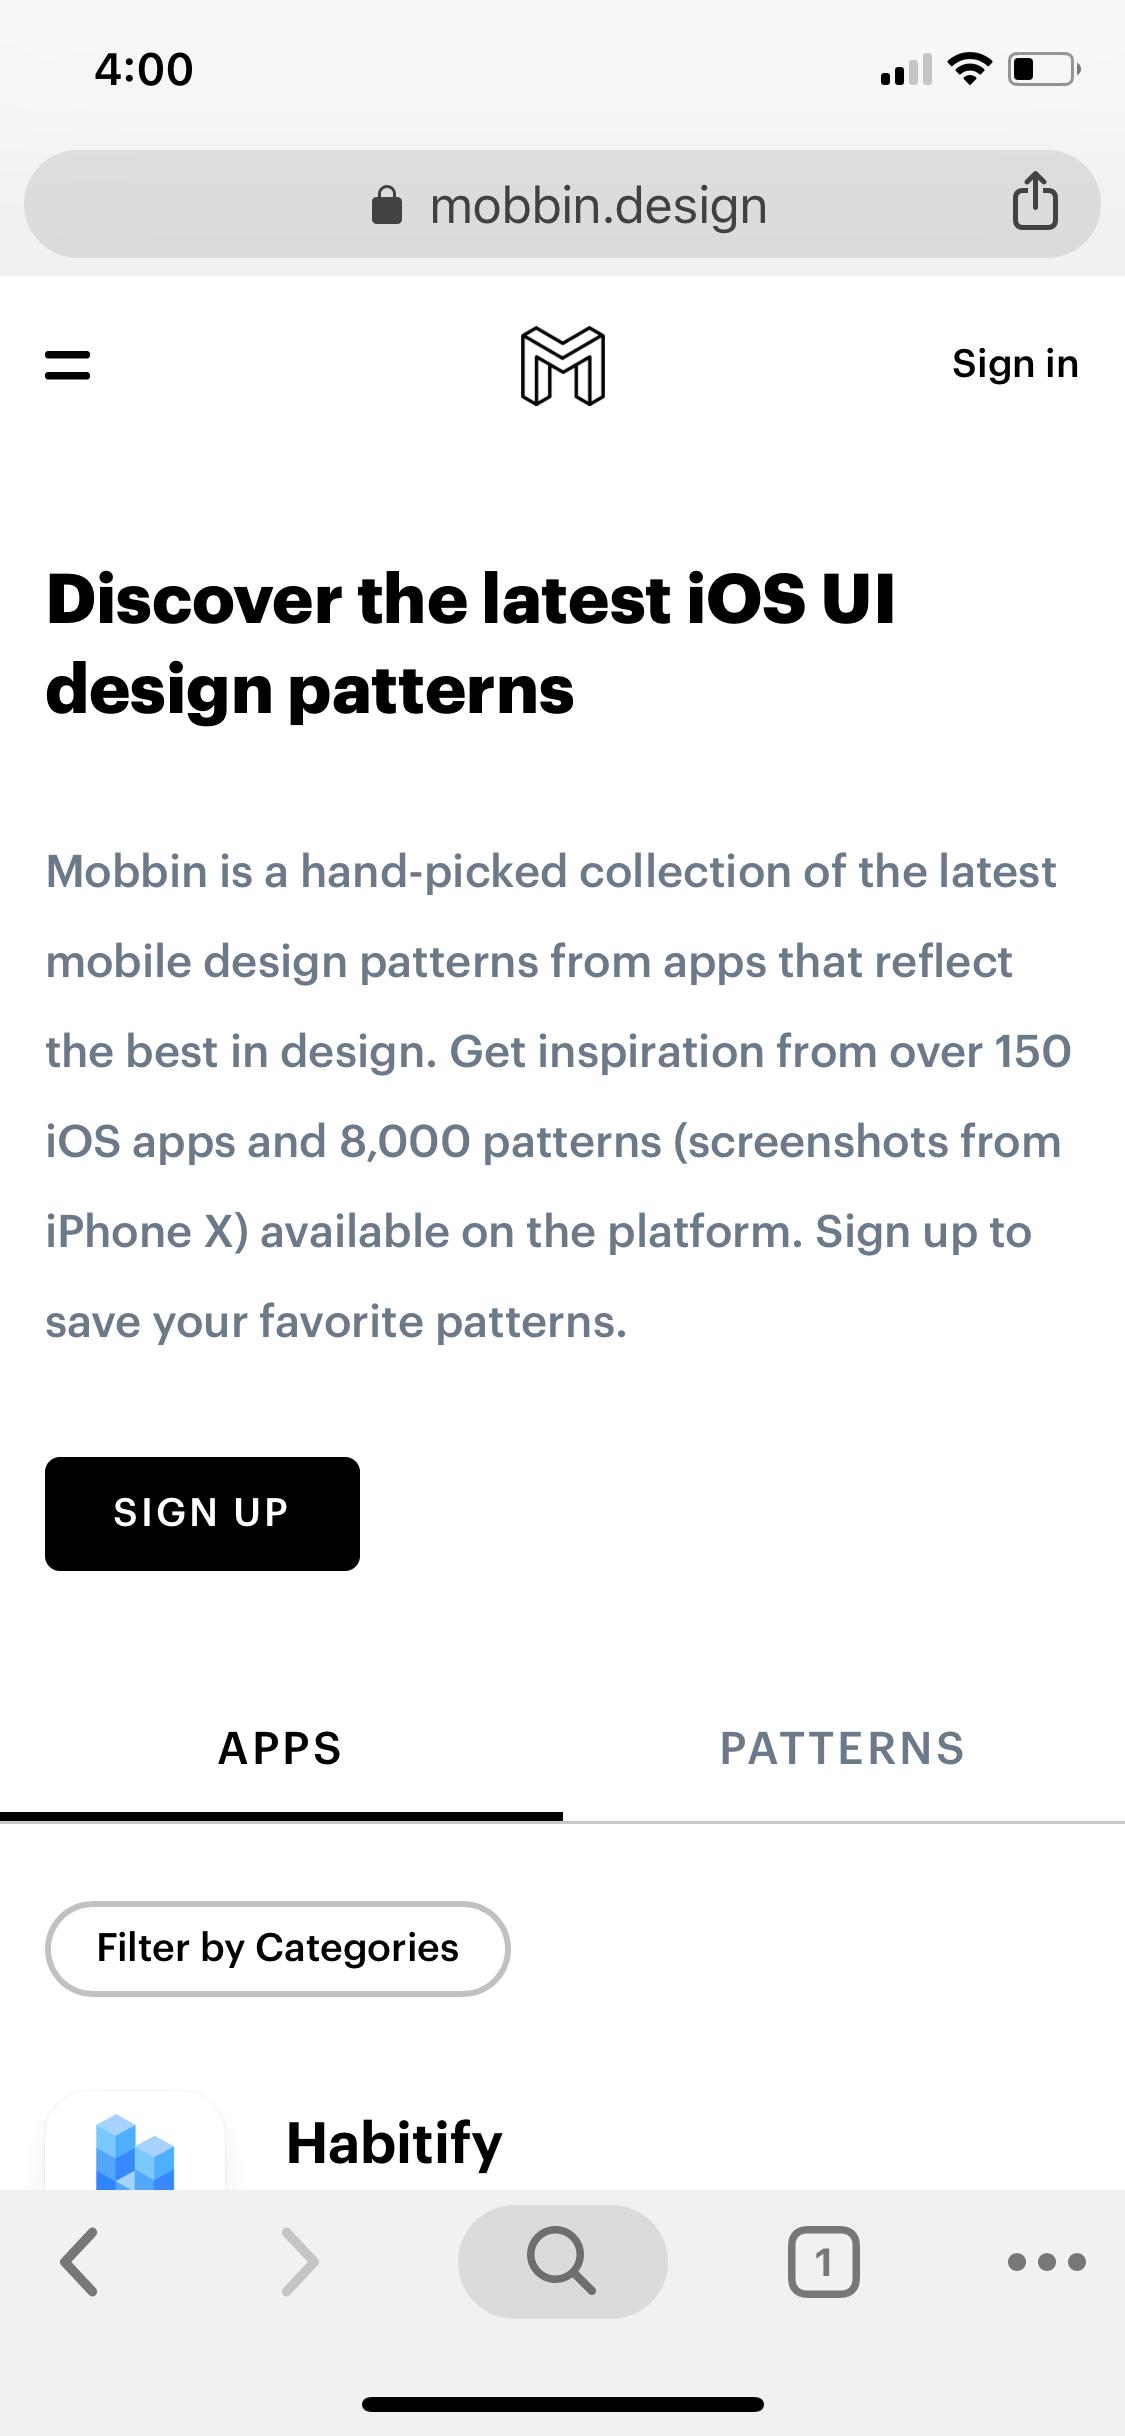 4:00
mobbin.design
Sign in
Discover the latest iOS UI
design patterns
Mobbin is a hand-picked collection of the latest
mobile design patterns from apps that reflect
the best in design. Get inspiration from over 150
iOS apps and 8,000 patterns (screenshots from
iPhone X) available on the platform. Sign up to
save your favorite patterns.
SIGN UP
APPS PATTERNS
Filter by Categories
Habitify
1